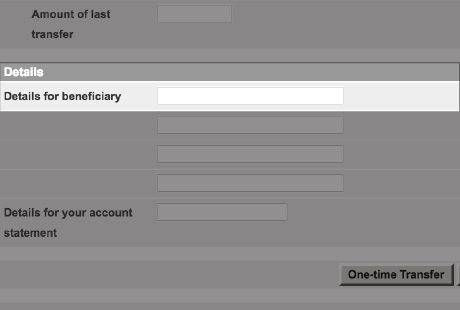 Amount of last
transfer
Details
Details for beneficiary
Details for your account
statement
One-time Transfer